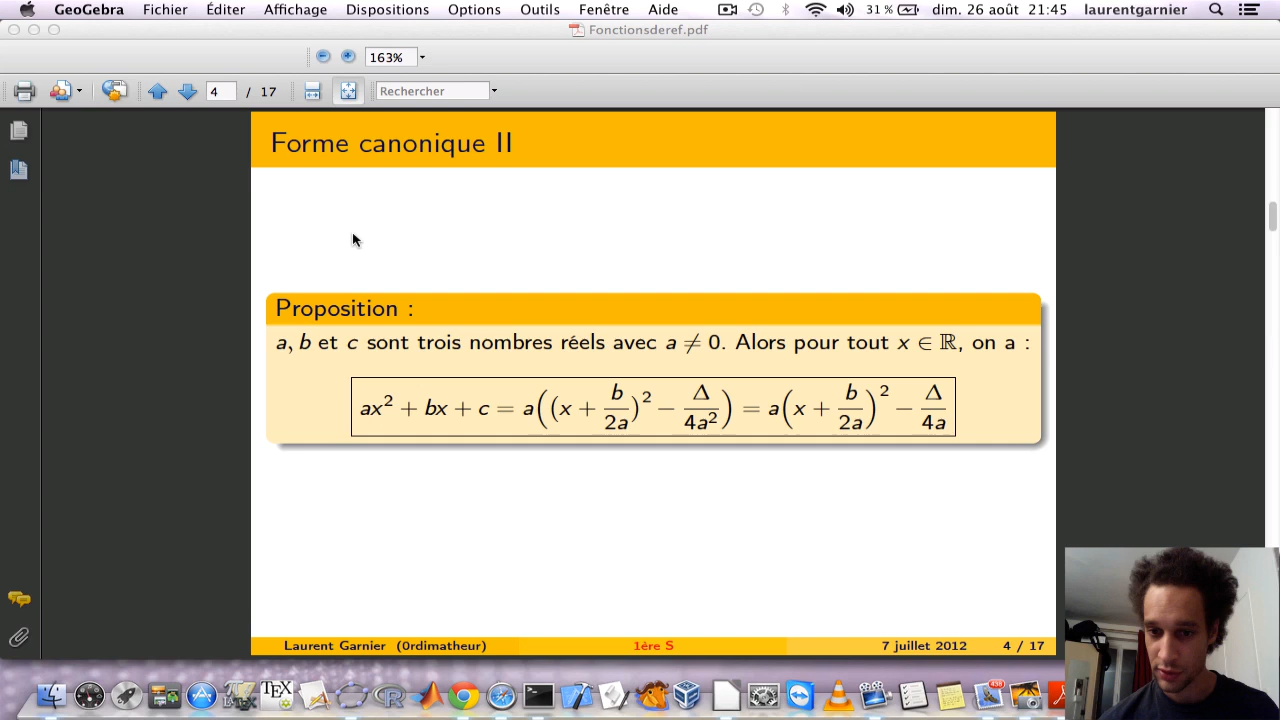 GeoGebra Fichier Éditer Affichage Dispositions Options Outils Fenêtre Aide 31 % dim. 26 août 21:45 laurentgarnier
Fonctionsderef.pdf
163%
4 / 17 Rechercher
Forme canonique II
Proposition :
a, b et c sont trois nombres réels avec a ≠ 0. Alors pour tout x ∈ ℝ, on a :
ax² + bx + c = a((x + b/2a)² − Δ/4a²) = a(x + b/2a)² − Δ/4a
Laurent Garnier (0rdimatheur) 1ère S 7 juillet 2012 4 / 17
TEX R 438